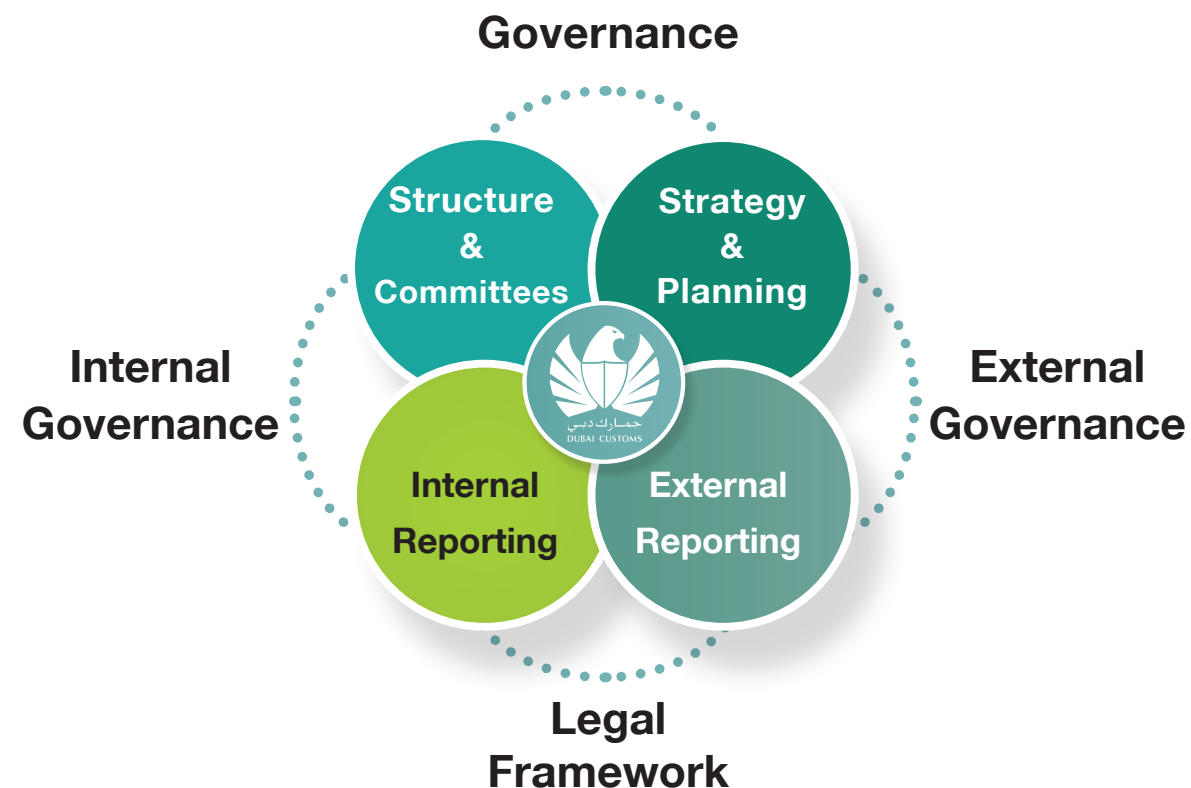 Governance
Structure
&
Committees
Strategy
&
Planning
Internal
Governance
External
Governance
جمارك دبي
DUBAI CUSTOMS
Internal
Reporting
External
Reporting
Legal
Framework